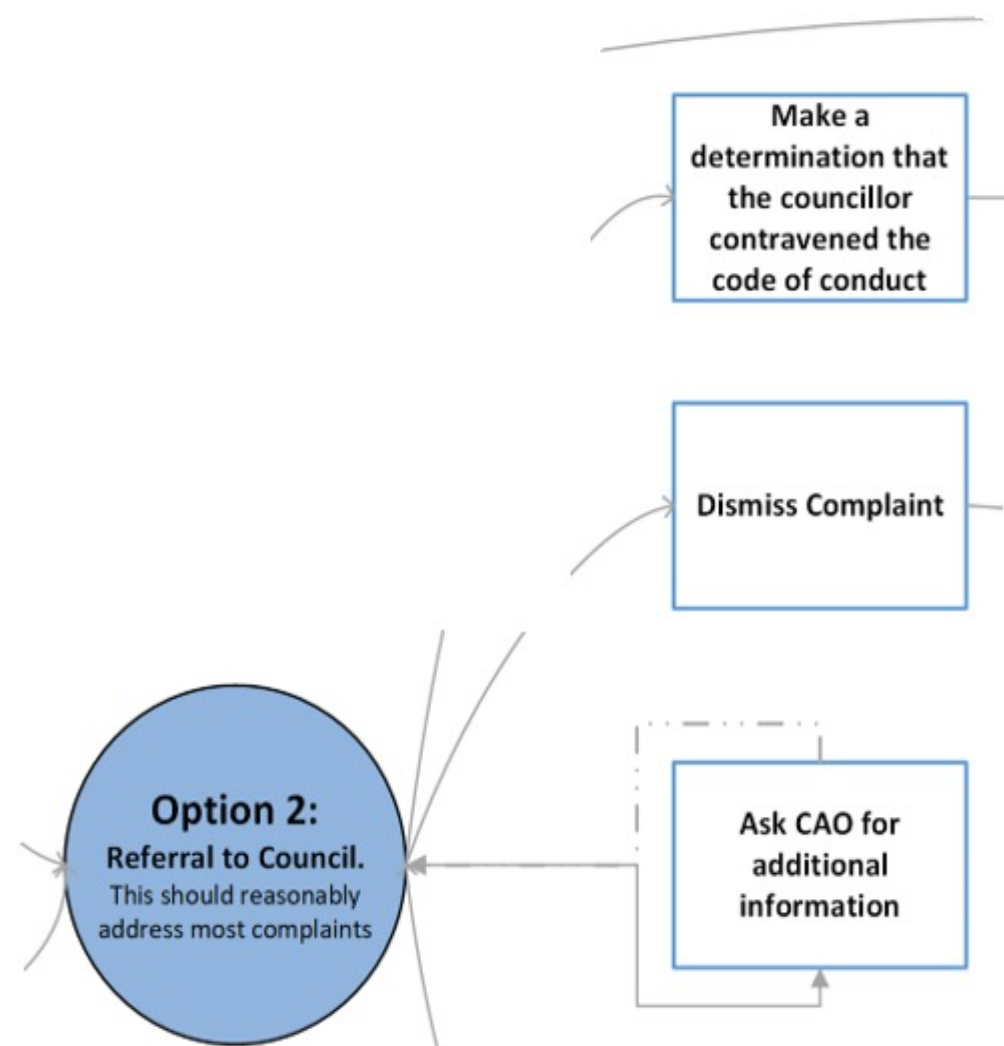 Make a
determination that
the councillor
contravened the
code of conduct
Dismiss Complaint
Option 2:
Referral to Council.
This should reasonably
address most complaints
Ask CAO for
additional
information